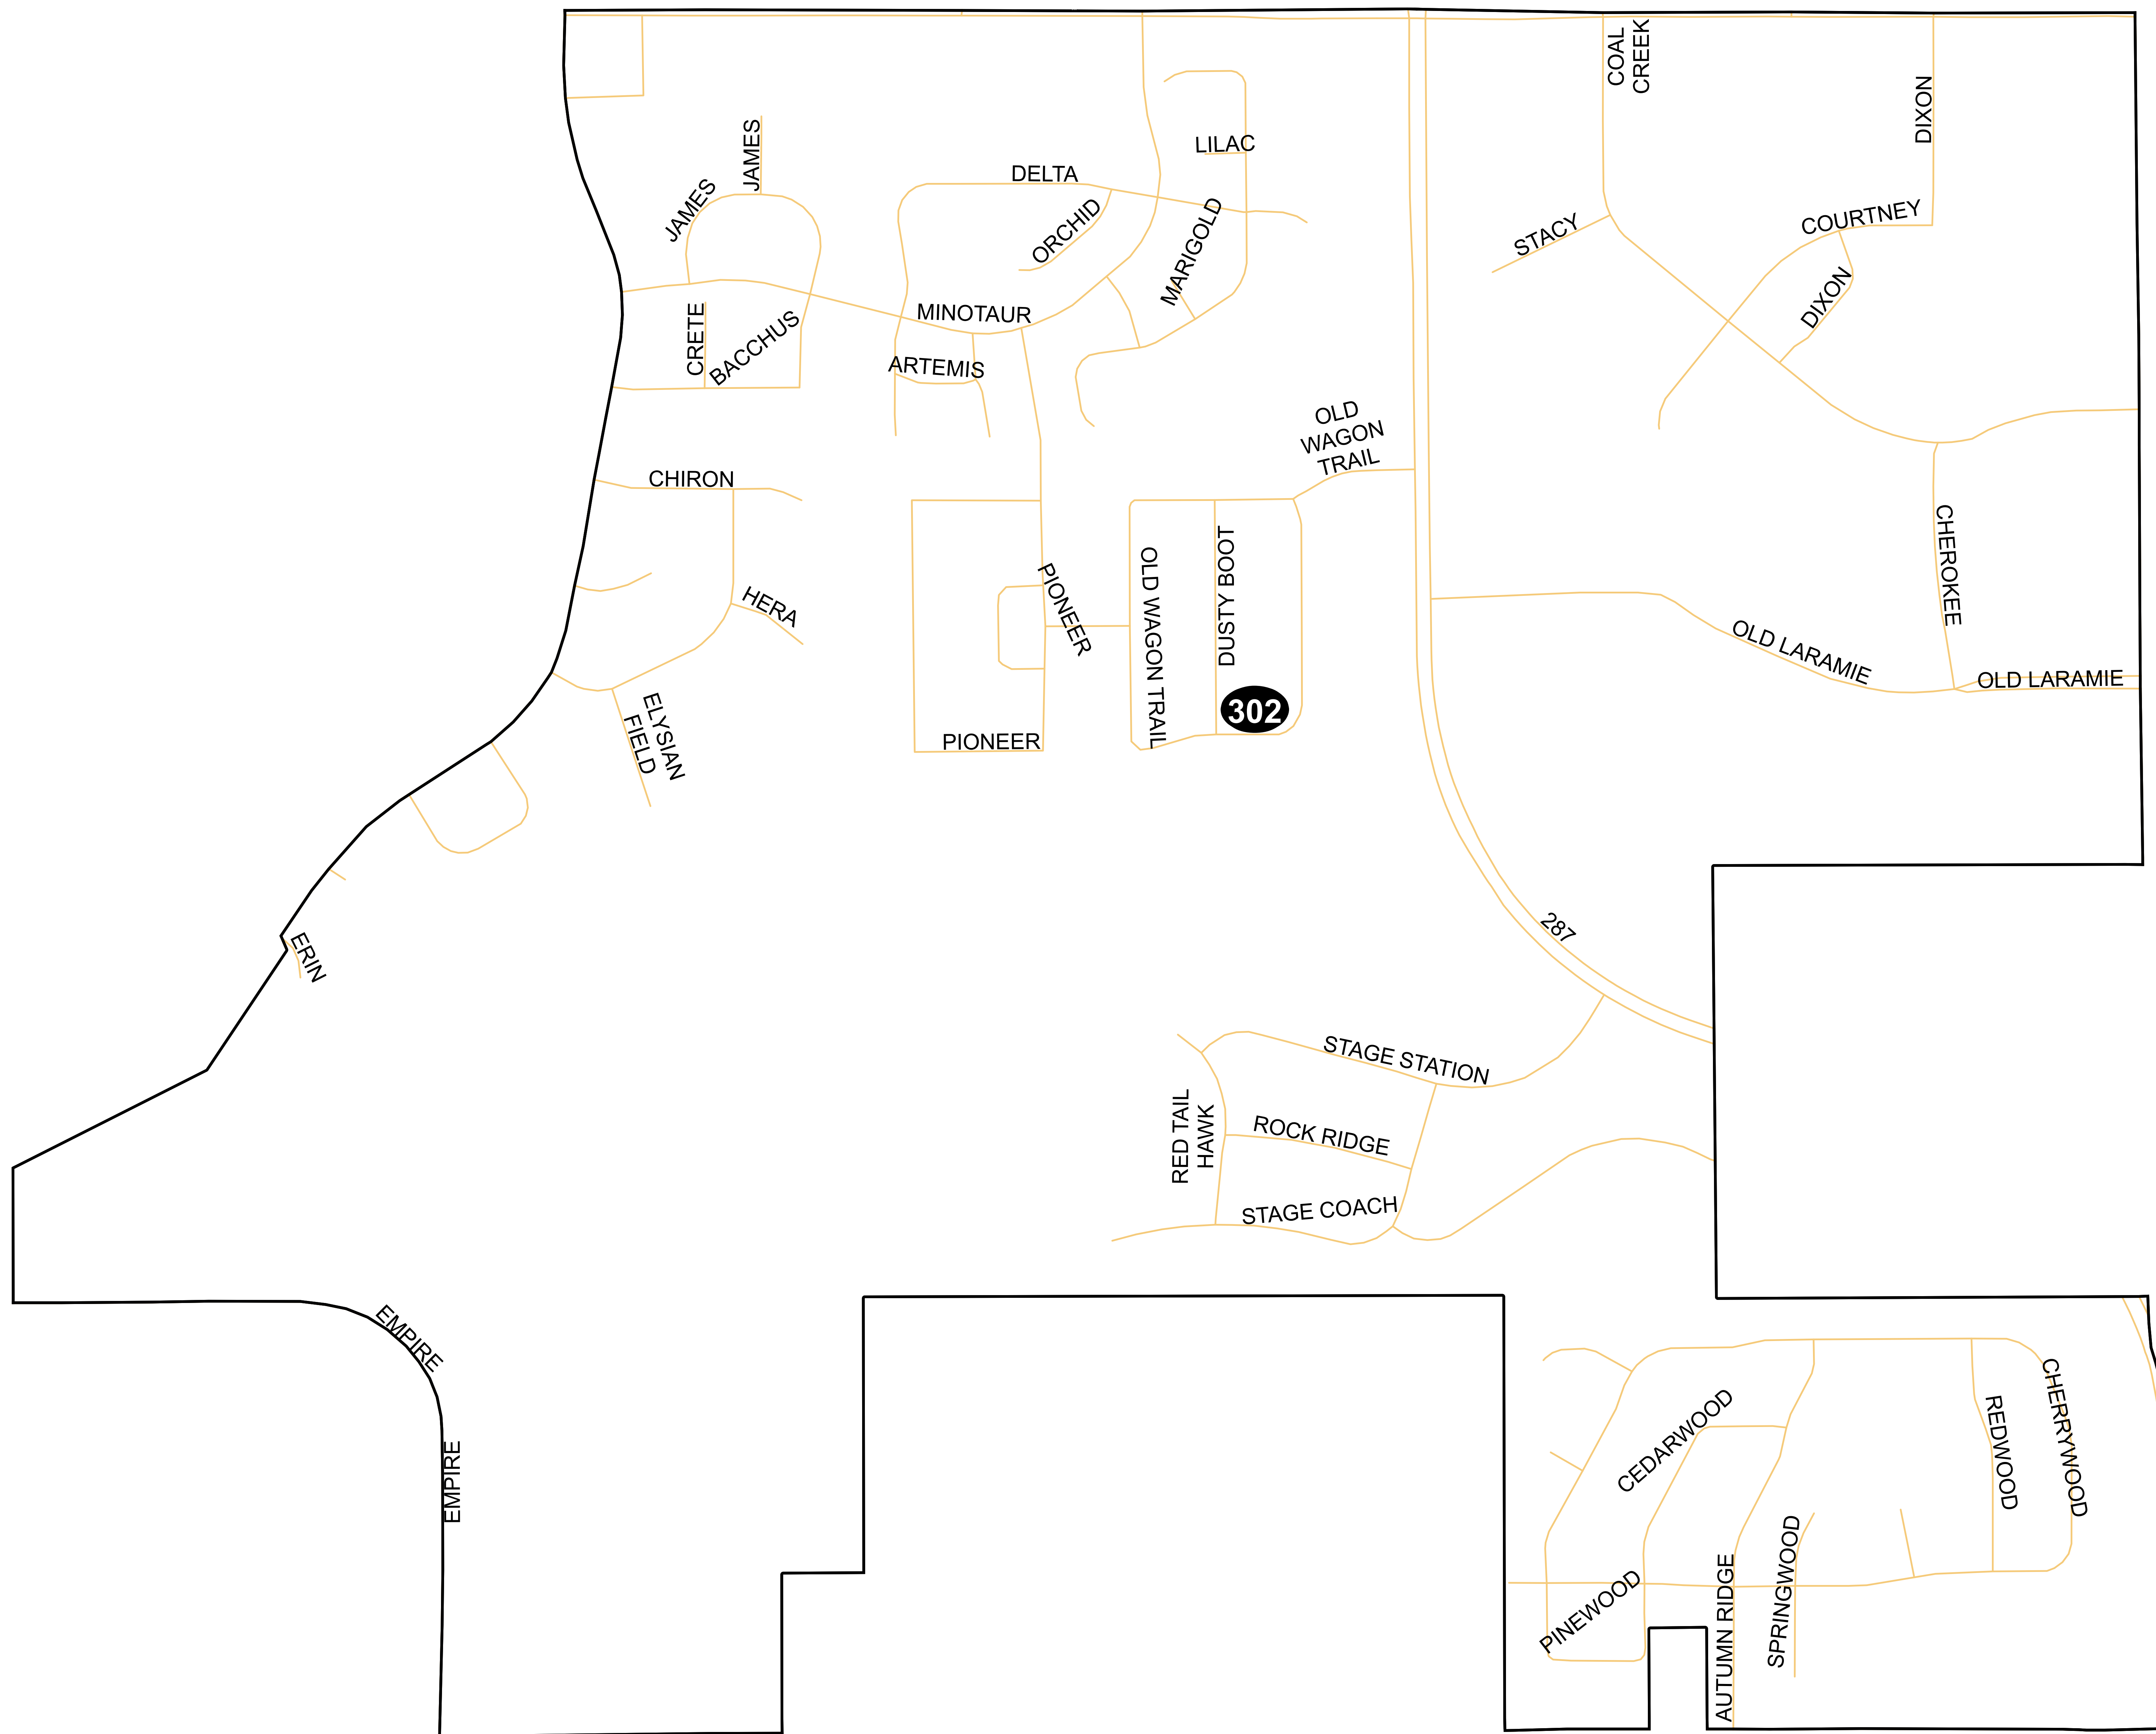 COAL
CREEK
DIXON
JAMES
LILAC
DELTA
JAMES
ORCHID
MARIGOLD
STACY
COURTNEY
DIXON
MINOTAUR
CRETE
BACCHUS
ARTEMIS
OLD
WAGON
TRAIL
CHIRON
CHEROKEE
DUSTY BOOT
OLD WAGON TRAIL
PIONEER
HERA
OLD LARAMIE
OLD LARAMIE
302
ELYSIAN
FIELD
PIONEER
287
ERIN
STAGE STATION
RED TAIL
HAWK
ROCK RIDGE
STAGE COACH
EMPIRE
EMPIRE
CEDARWOOD
REDWOOD
CHERRYWOOD
PINEWOOD
AUTUMN RIDGE
SPRINGWOOD